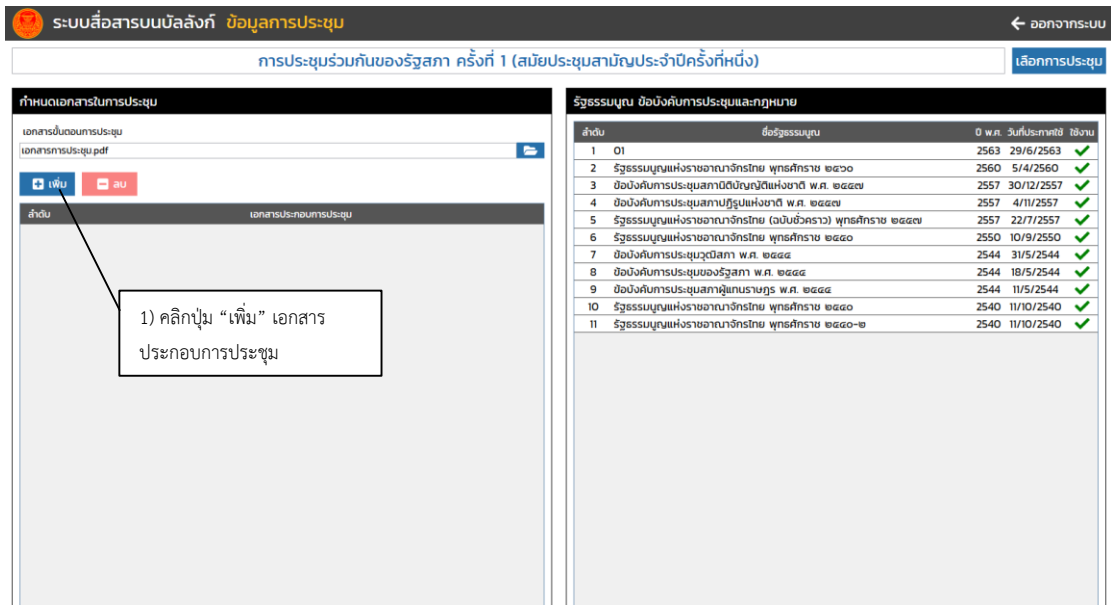 ระบบสื่อสารบนบัลลังก์ ข้อมูลการประชุม
ออกจากระบบ
การประชุมร่วมกันของรัฐสภา ครั้งที่ 1 (สมัยประชุมสามัญประจำปีครั้งที่หนึ่ง)
เลือกการประชุม
กำหนดเอกสารในการประชุม
เอกสารขั้นตอนการประชุม
เอกสารการประชุม.pdf
เพิ่ม ลบ
ลำดับ เอกสารประกอบการประชุม
1) คลิกปุ่ม “เพิ่ม” เอกสาร
ประกอบการประชุม
รัฐธรรมนูญ ข้อบังคับการประชุมและกฎหมาย
ลำดับ ชื่อรัฐธรรมนูญ ปี พ.ศ. วันที่ประกาศใช้ ใช้งาน
1 01 2563 29/6/2563
2 รัฐธรรมนูญแห่งราชอาณาจักรไทย พุทธศักราช ๒๕๖๐ 2560 5/4/2560
3 ข้อบังคับการประชุมสภานิติบัญญัติแห่งชาติ พ.ศ. ๒๕๕๗ 2557 30/12/2557
4 ข้อบังคับการประชุมสภาปฏิรูปแห่งชาติ พ.ศ. ๒๕๕๗ 2557 4/11/2557
5 รัฐธรรมนูญแห่งราชอาณาจักรไทย (ฉบับชั่วคราว) พุทธศักราช ๒๕๕๗ 2557 22/7/2557
6 รัฐธรรมนูญแห่งราชอาณาจักรไทย พุทธศักราช ๒๕๕๐ 2550 10/9/2550
7 ข้อบังคับการประชุมวุฒิสภา พ.ศ. ๒๕๔๔ 2544 31/5/2544
8 ข้อบังคับการประชุมของรัฐสภา พ.ศ. ๒๕๔๔ 2544 18/5/2544
9 ข้อบังคับการประชุมสภาผู้แทนราษฎร พ.ศ. ๒๕๔๔ 2544 11/5/2544
10 รัฐธรรมนูญแห่งราชอาณาจักรไทย พุทธศักราช ๒๕๔๐ 2540 11/10/2540
11 รัฐธรรมนูญแห่งราชอาณาจักรไทย พุทธศักราช ๒๕๔๐-๒ 2540 11/10/2540